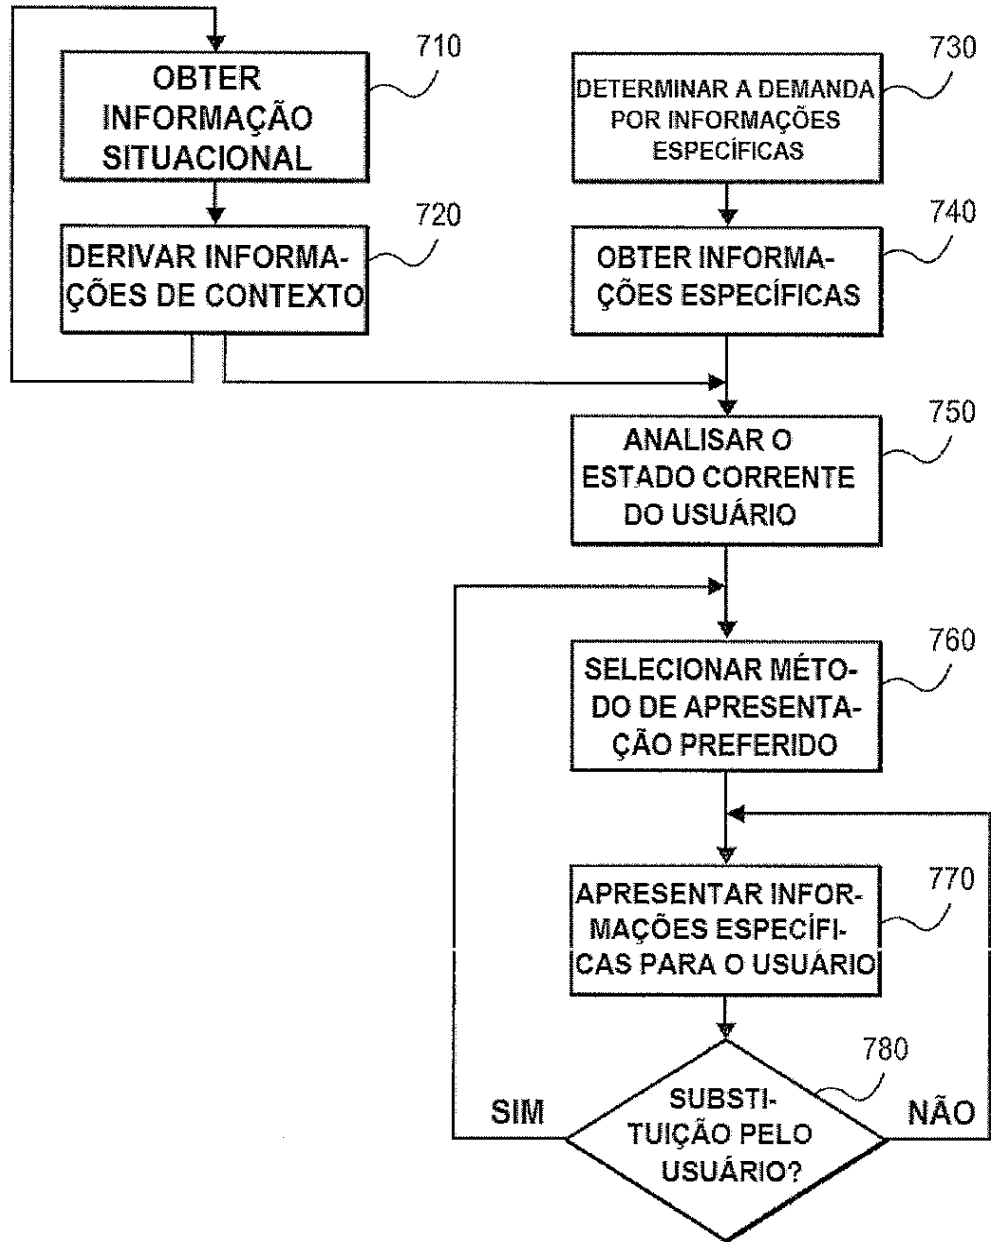 710
OBTER
INFORMAÇÃO
SITUACIONAL
720
DERIVAR INFORMA-
ÇÕES DE CONTEXTO
730
DETERMINAR A DEMANDA
POR INFORMAÇÕES
ESPECÍFICAS
740
OBTER INFORMA-
ÇÕES ESPECÍFICAS
750
ANALISAR O
ESTADO CORRENTE
DO USUÁRIO
760
SELECIONAR MÉTO-
DO DE APRESENTA-
ÇÃO PREFERIDO
770
APRESENTAR INFOR-
MAÇÕES ESPECÍFI-
CAS PARA O USUÁRIO
780
SUBSTI-
TUIÇÃO PELO
USUÁRIO?
SIM
NÃO